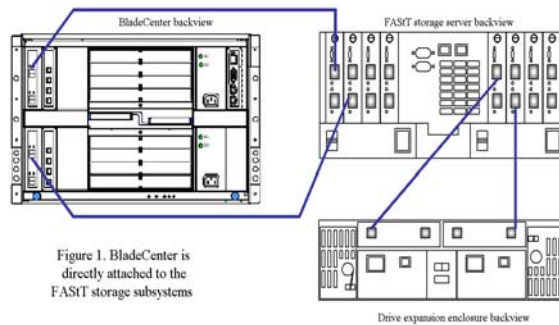 BladeCenter backview
FAStT storage server backview
Figure 1. BladeCenter is
directly attached to the
FAStT storage subsystems
Drive expansion enclosure backview